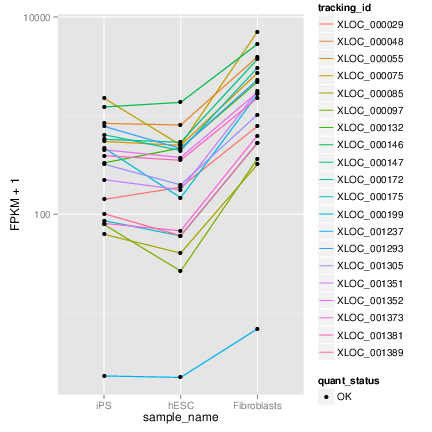 tracking_id
10000
100
FPKM + 1
iPS
hESC
Fibroblasts
sample_name
XLOC_000029
XLOC_000048
XLOC_000055
XLOC_000075
XLOC_000085
XLOC_000097
XLOC_000132
XLOC_000146
XLOC_000147
XLOC_000172
XLOC_000175
XLOC_000199
XLOC_001237
XLOC_001293
XLOC_001305
XLOC_001351
XLOC_001352
XLOC_001373
XLOC_001381
XLOC_001389
quant_status
OK